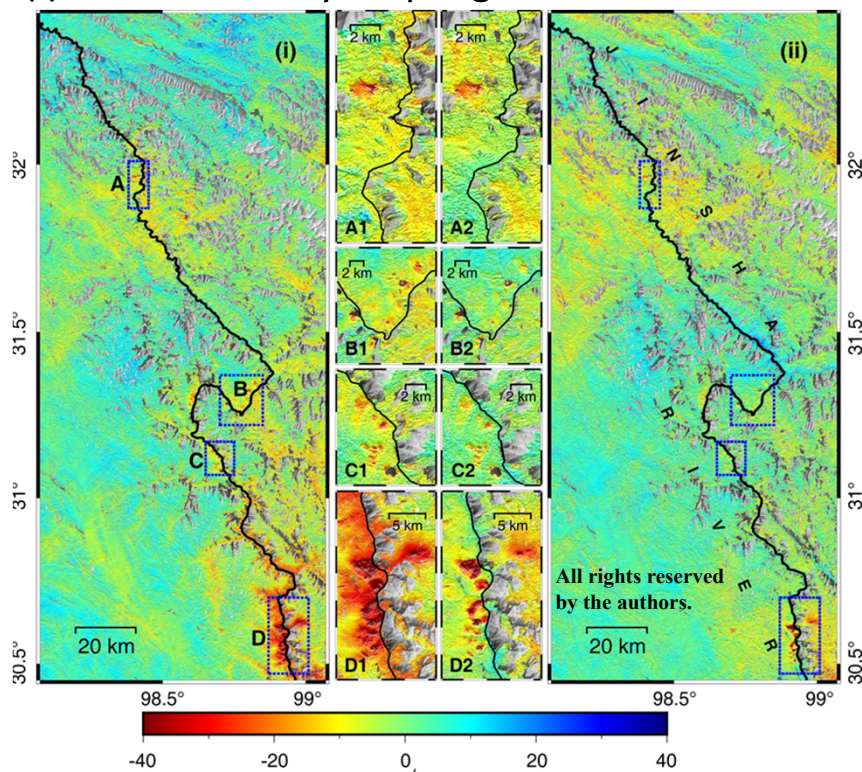 (i)
2 km
2 km
(ii)
A
A1
A2
2 km
2 km
B1
B2
B
2 km
2 km
C
C1
C2
5 km
5 km
D
D1
D2
J I N S H A R I V E R
All rights reserved
by the authors.
20 km
20 km
32°
31.5°
31°
30.5°
32°
31.5°
31°
30.5°
98.5°
99°
98.5°
99°
-40
-20
0
20
40